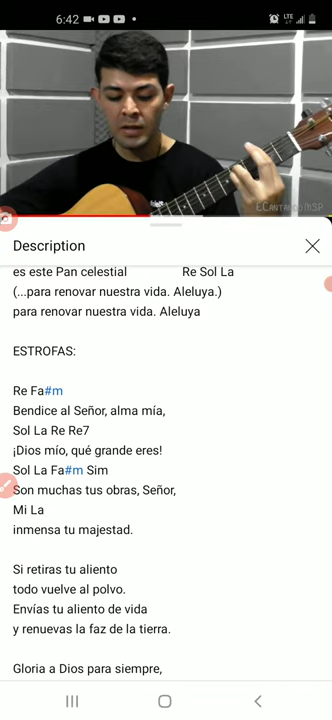 6:42
LTE
ECantandoMSP
Description
es este Pan celestial Re Sol La
(...para renovar nuestra vida. Aleluya.)
para renovar nuestra vida. Aleluya
ESTROFAS:
Re Fa#m
Bendice al Señor, alma mía,
Sol La Re Re7
¡Dios mío, qué grande eres!
Sol La Fa#m Sim
Son muchas tus obras, Señor,
Mi La
inmensa tu majestad.
Si retiras tu aliento
todo vuelve al polvo.
Envías tu aliento de vida
y renuevas la faz de la tierra.
Gloria a Dios para siempre,